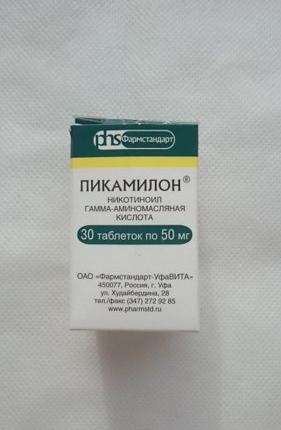 phs Фармстандарт
ПИКАМИЛОН®
НИКОТИНОИЛ
ГАММА-АМИНОМАСЛЯНАЯ
КИСЛОТА
30 таблеток по 50 мг
ОАО «Фармстандарт-УфаВИТА»
450077, Россия, г. Уфа
ул. Худайбердина, 28
тел./факс (347) 272 92 85
www.pharmstd.ru